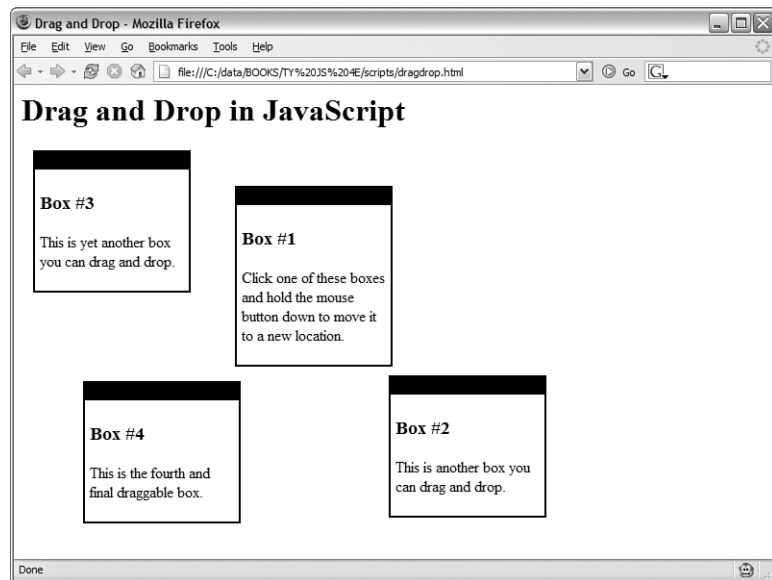 Drag and Drop - Mozilla Firefox
File Edit View Go Bookmarks Tools Help
file:///C:/data/BOOKS/TY%20JS%204E/scripts/dragdrop.html Go G
Drag and Drop in JavaScript
Box #3
This is yet another box
you can drag and drop.
Box #1
Click one of these boxes
and hold the mouse
button down to move it
to a new location.
Box #4
This is the fourth and
final draggable box.
Box #2
This is another box you
can drag and drop.
Done